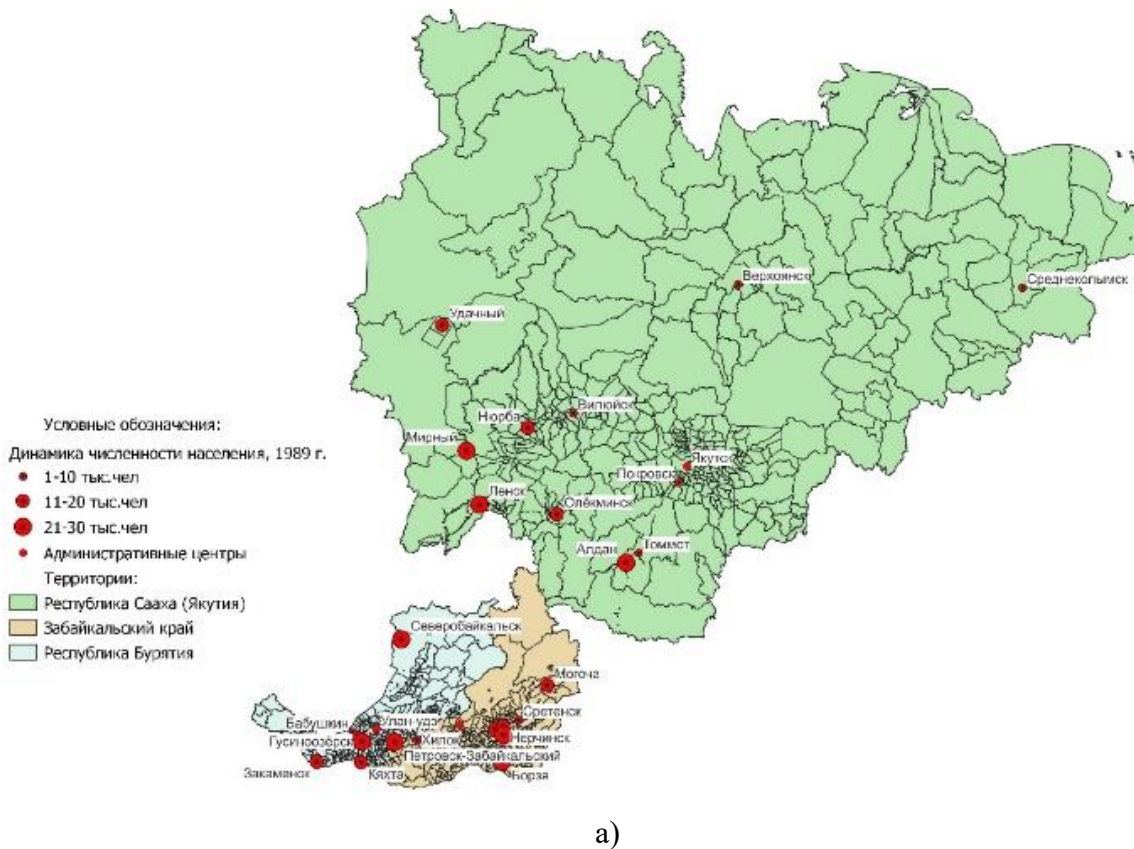 Верхоянск
Среднеколымск
Удачный
Вилюйск
Нюрба
Мирный
Якутск
Покровск
Ленск
Олёкминск
Томмот
Алдан
Условные обозначения:
Динамика численности населения, 1989 г.
1-10 тыс.чел
11-20 тыс.чел
21-30 тыс.чел
Административные центры
Территории:
Республика Сааха (Якутия)
Забайкальский край
Республика Бурятия
Северобайкальск
Могоча
Сретенск
Бабушкин
Улан-удэ
Нерчинск
Гусиноозёрск
Хилок
Петровск-Забайкальский
Закаменск
Кяхта
Борзя
а)